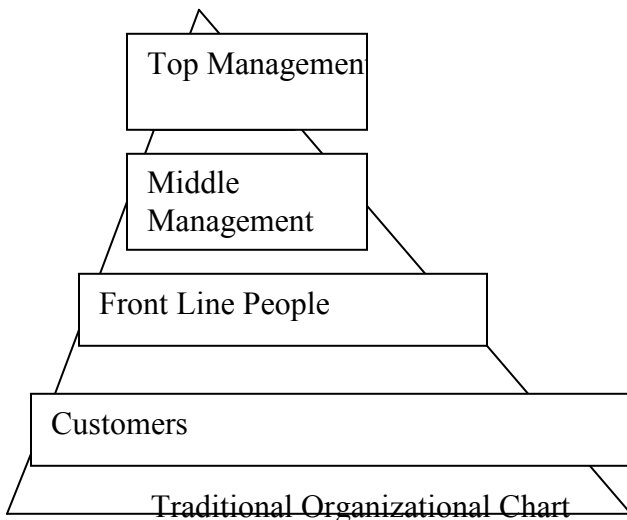 Top Managemen
Middle
Management
Front Line People
Customers
Traditional Organizational Chart